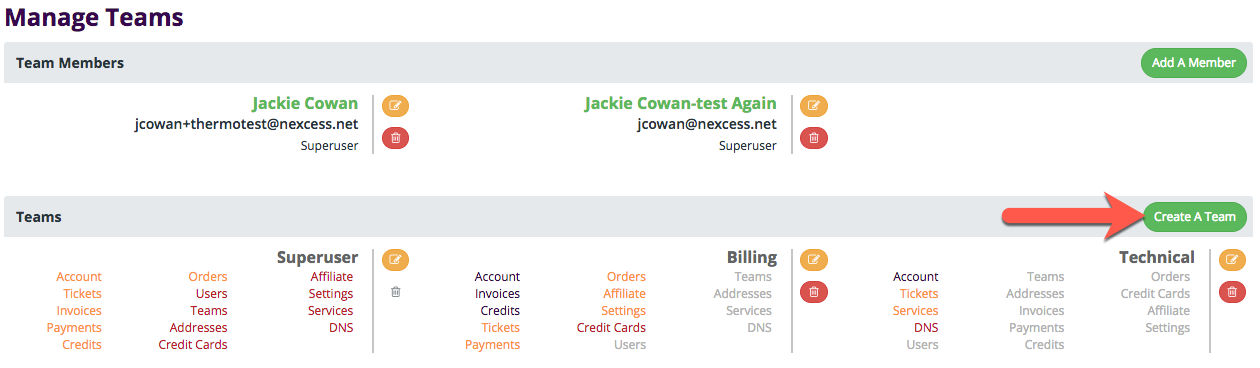 Manage Teams
Team Members
Add A Member
Jackie Cowan
jcowan+thermotest@nexcess.net
Superuser
Jackie Cowan-test Again
jcowan@nexcess.net
Superuser
Teams
Create A Team
Superuser
Account Orders Affiliate
Tickets Users Settings
Invoices Teams Services
Payments Addresses DNS
Credits Credit Cards
Billing
Account Orders Teams
Invoices Affiliate Addresses
Credits Settings Services
Tickets Credit Cards DNS
Payments Users
Technical
Account Teams Orders
Tickets Addresses Credit Cards
Services Invoices Affiliate
DNS Payments Settings
Users Credits